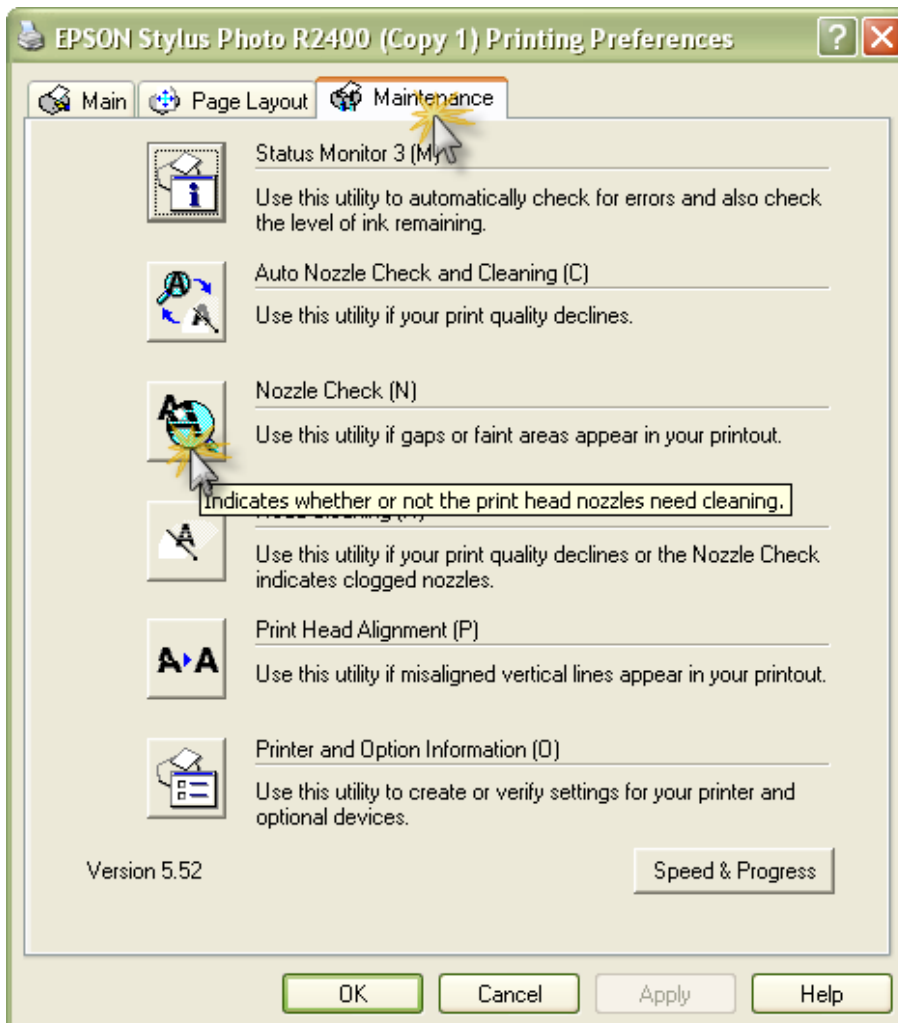 EPSON Stylus Photo R2400 (Copy 1) Printing Preferences
Main
Page Layout
Maintenance
Status Monitor 3 (M)
Use this utility to automatically check for errors and also check
the level of ink remaining.
Auto Nozzle Check and Cleaning (C)
Use this utility if your print quality declines.
Nozzle Check (N)
Use this utility if gaps or faint areas appear in your printout.
Indicates whether or not the print head nozzles need cleaning.
Use this utility if your print quality declines or the Nozzle Check
indicates clogged nozzles.
Print Head Alignment (P)
Use this utility if misaligned vertical lines appear in your printout.
Printer and Option Information (O)
Use this utility to create or verify settings for your printer and
optional devices.
Version 5.52
Speed & Progress
OK
Cancel
Apply
Help